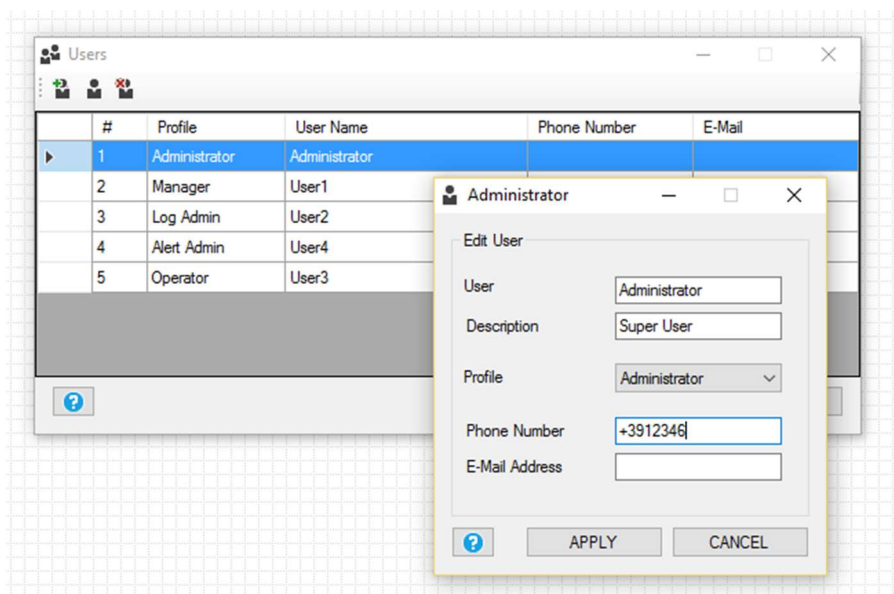 Users
# Profile User Name Phone Number E-Mail
1 Administrator Administrator
2 Manager User1
3 Log Admin User2
4 Alert Admin User4
5 Operator User3
Administrator
Edit User
User Administrator
Description Super User
Profile Administrator
Phone Number +3912346
E-Mail Address
APPLY CANCEL